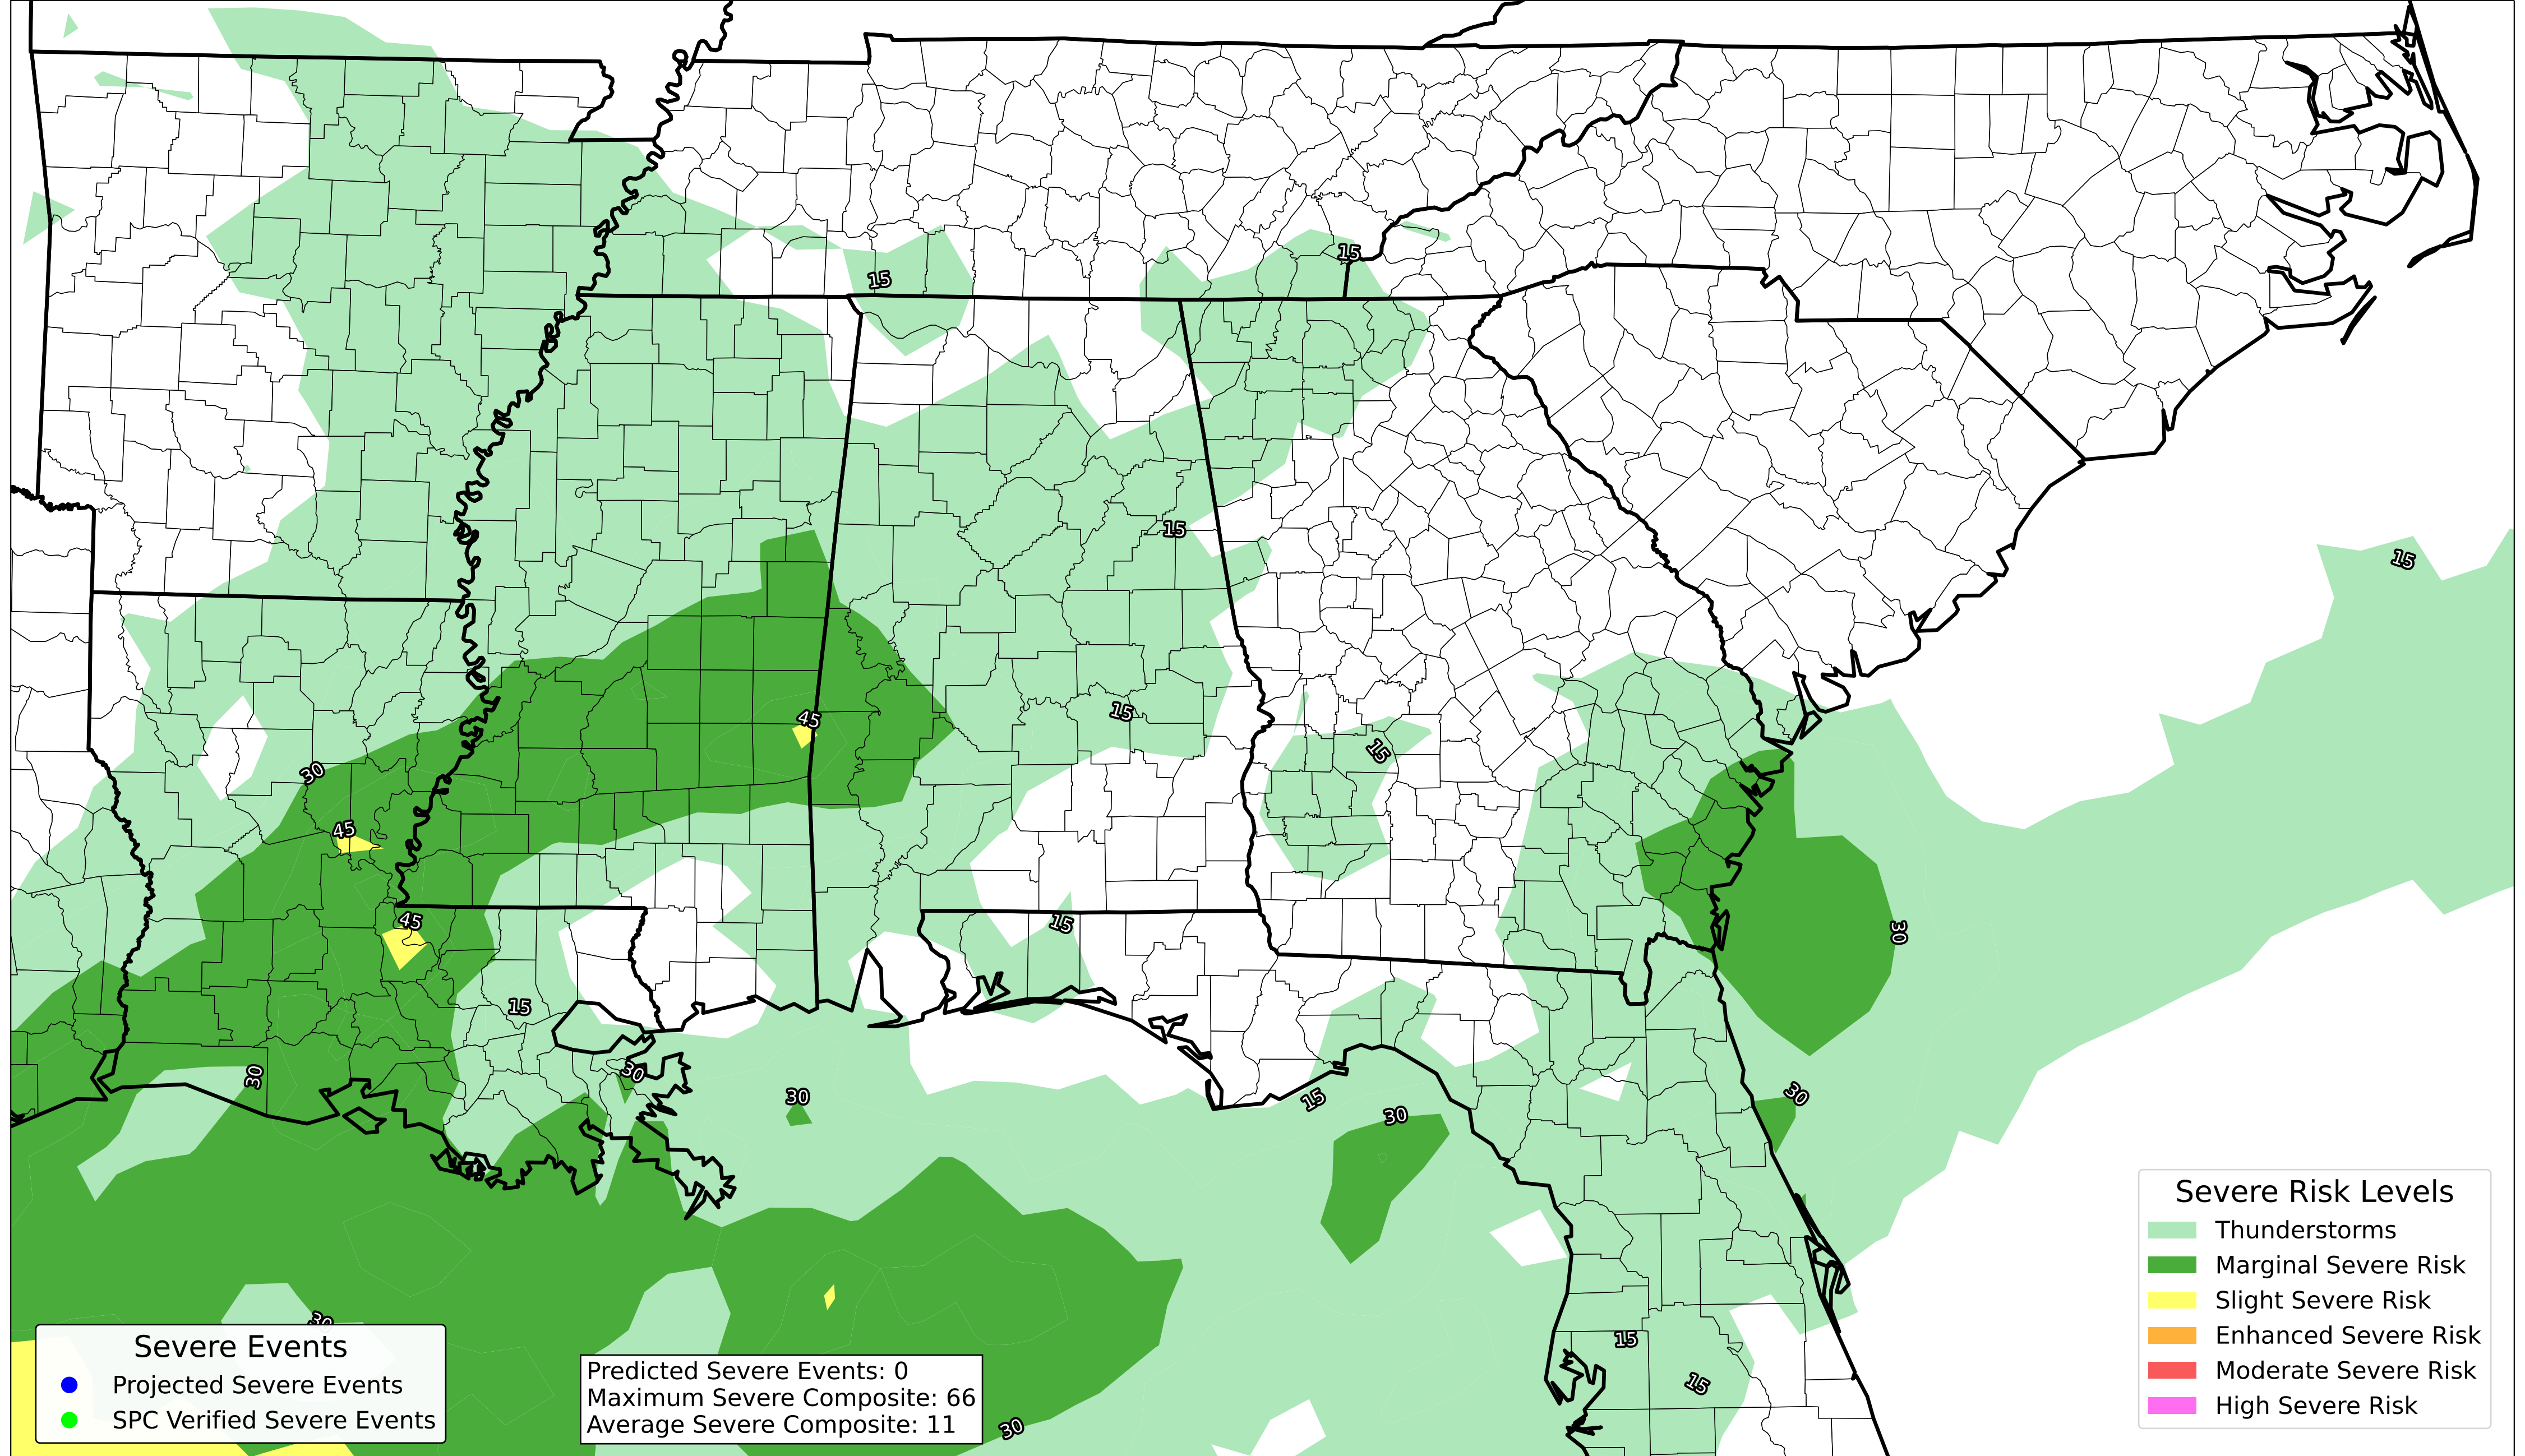 15
15
15
15
45
15
15
30
45
45
15
30
15
30
30
30
15
30
30
30
15
15
30
30
Severe Risk Levels
Thunderstorms
Marginal Severe Risk
Slight Severe Risk
Enhanced Severe Risk
Moderate Severe Risk
High Severe Risk
Severe Events
Projected Severe Events
SPC Verified Severe Events
Predicted Severe Events: 0
Maximum Severe Composite: 66
Average Severe Composite: 11